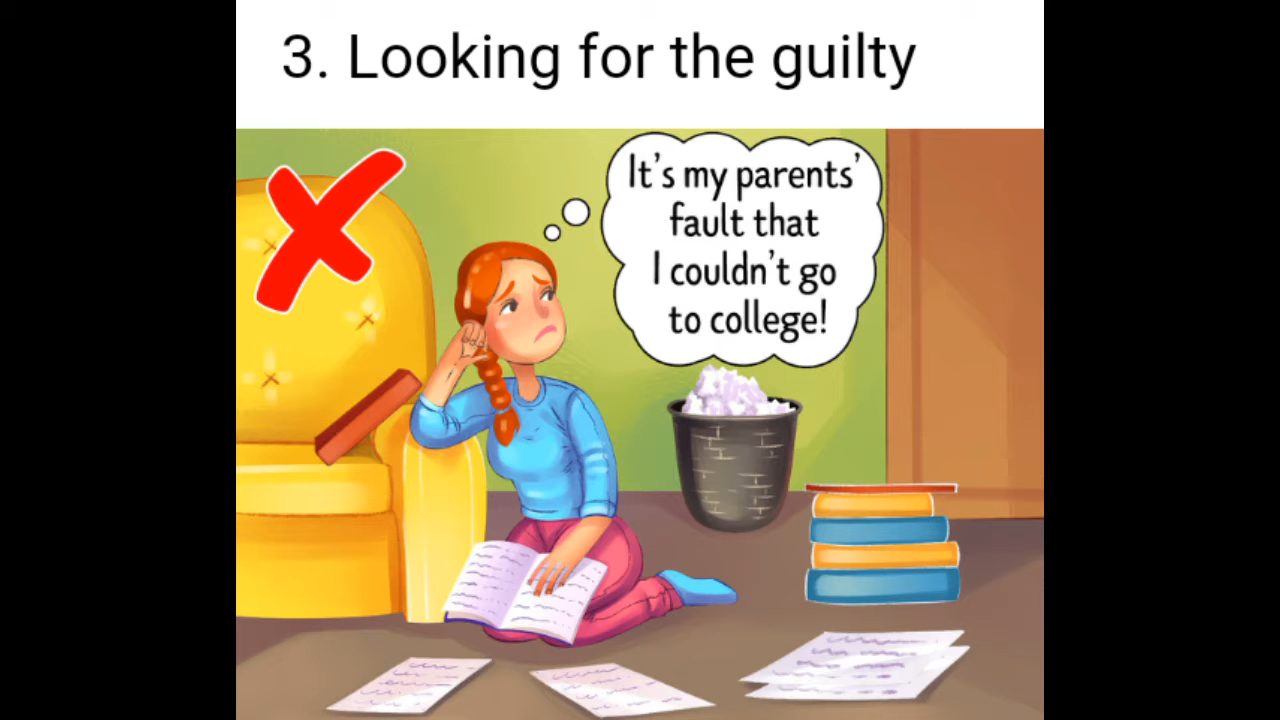 3. Looking for the guilty
It's my parents'
fault that
I couldn't go
to college!